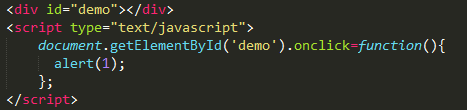 <div id="demo"></div>
<script type="text/javascript">
    document.getElementById('demo').onclick=function(){
      alert(1);
    };
</script>